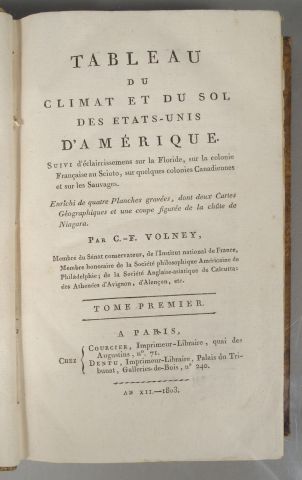 TABLEAU
DU
CLIMAT ET DU SOL
DES ETATS-UNIS
D'AMÉRIQUE.
SUIVI d'éclaircissemens sur la Floride, sur la colonie
Française au Scioto, sur quelques colonies Canadiennes
et sur les Sauvages.
Enrichi de quatre Planches gravées, dont deux Cartes
Géographiques et une coupe figurée de la chûte de
Niagara.
PAR C.-F. VOLNEY,
Membre du Sénat conservateur, de l'Institut national de France,
Membre honoraire de la Société philosophique Américaine de
Philadelphie; de la Société Anglaise-asiatique de Calcutta;
des Athenées d'Avignon, d'Alençon, etc.
TOME PREMIER.
A PARIS,
CHEZ { COURCIER, Imprimeur-Libraire, quai des
Augustins, n°. 71.
DENTU, Imprimeur-Libraire, Palais du Tri-
bunat, Galleries-de-Bois, n° 240.
AN XII.—1803.